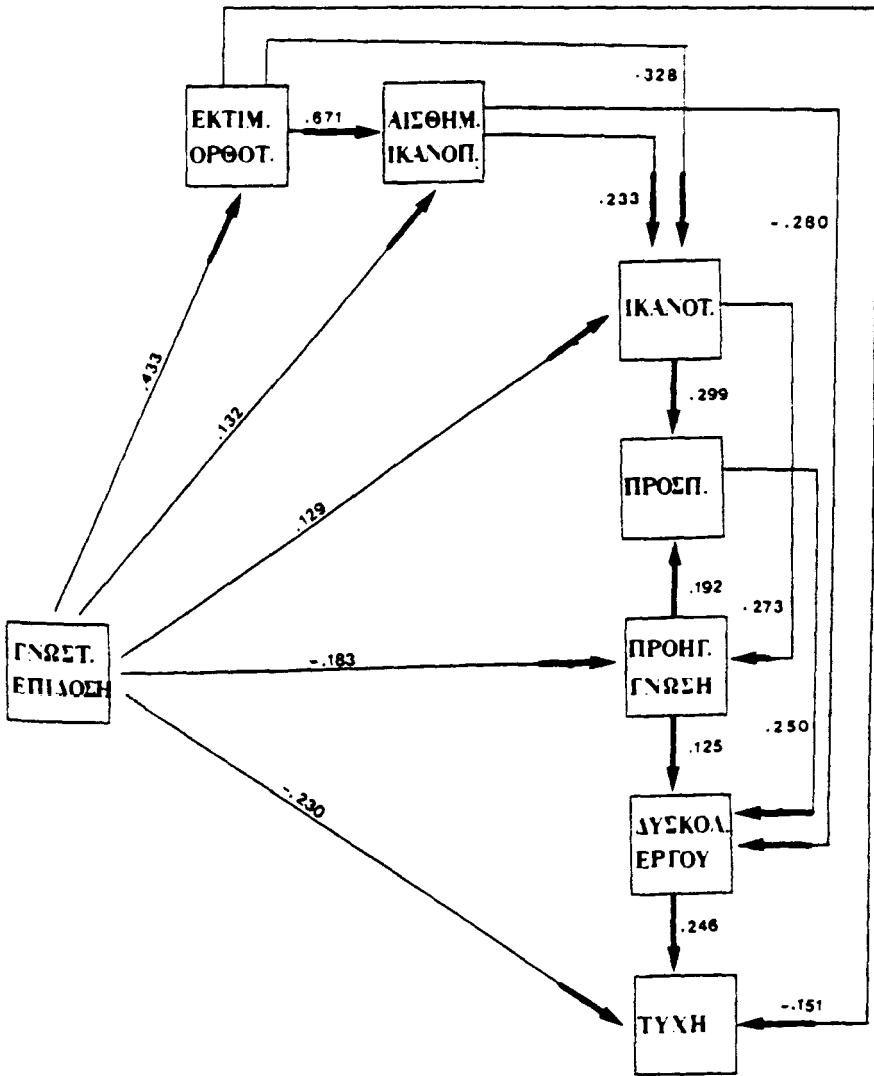 .328
ΕΚΤΙΜ.
ΟΡΘΟΤ.
.671
ΑΙΣΘΗΜ.
ΙΚΑΝΟΠ.
.233
-.280
ΙΚΑΝΟΤ.
.433
.132
.299
.129
ΠΡΟΣΠ.
.192
.273
ΓΝΩΣΤ.
ΕΠΙΔΟΣΗ
-.183
ΠΡΟΗΓ.
ΓΝΩΣΗ
.250
.125
-.230
ΔΥΣΚΟΛ.
ΕΡΓΟΥ
.246
ΤΥΧΗ
-.151